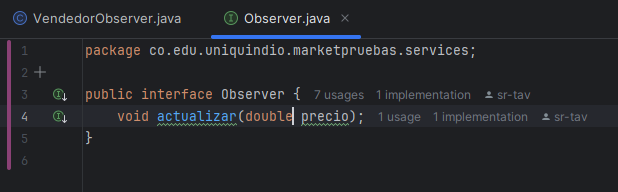 VendedorObserver.java Observer.java
1 package co.edu.uniquindio.marketpruebas.services;
2
3 public interface Observer { 7 usages 1 implementation sr-tav
4 void actualizar(double precio); 1 usage 1 implementation sr-tav
5 }
6